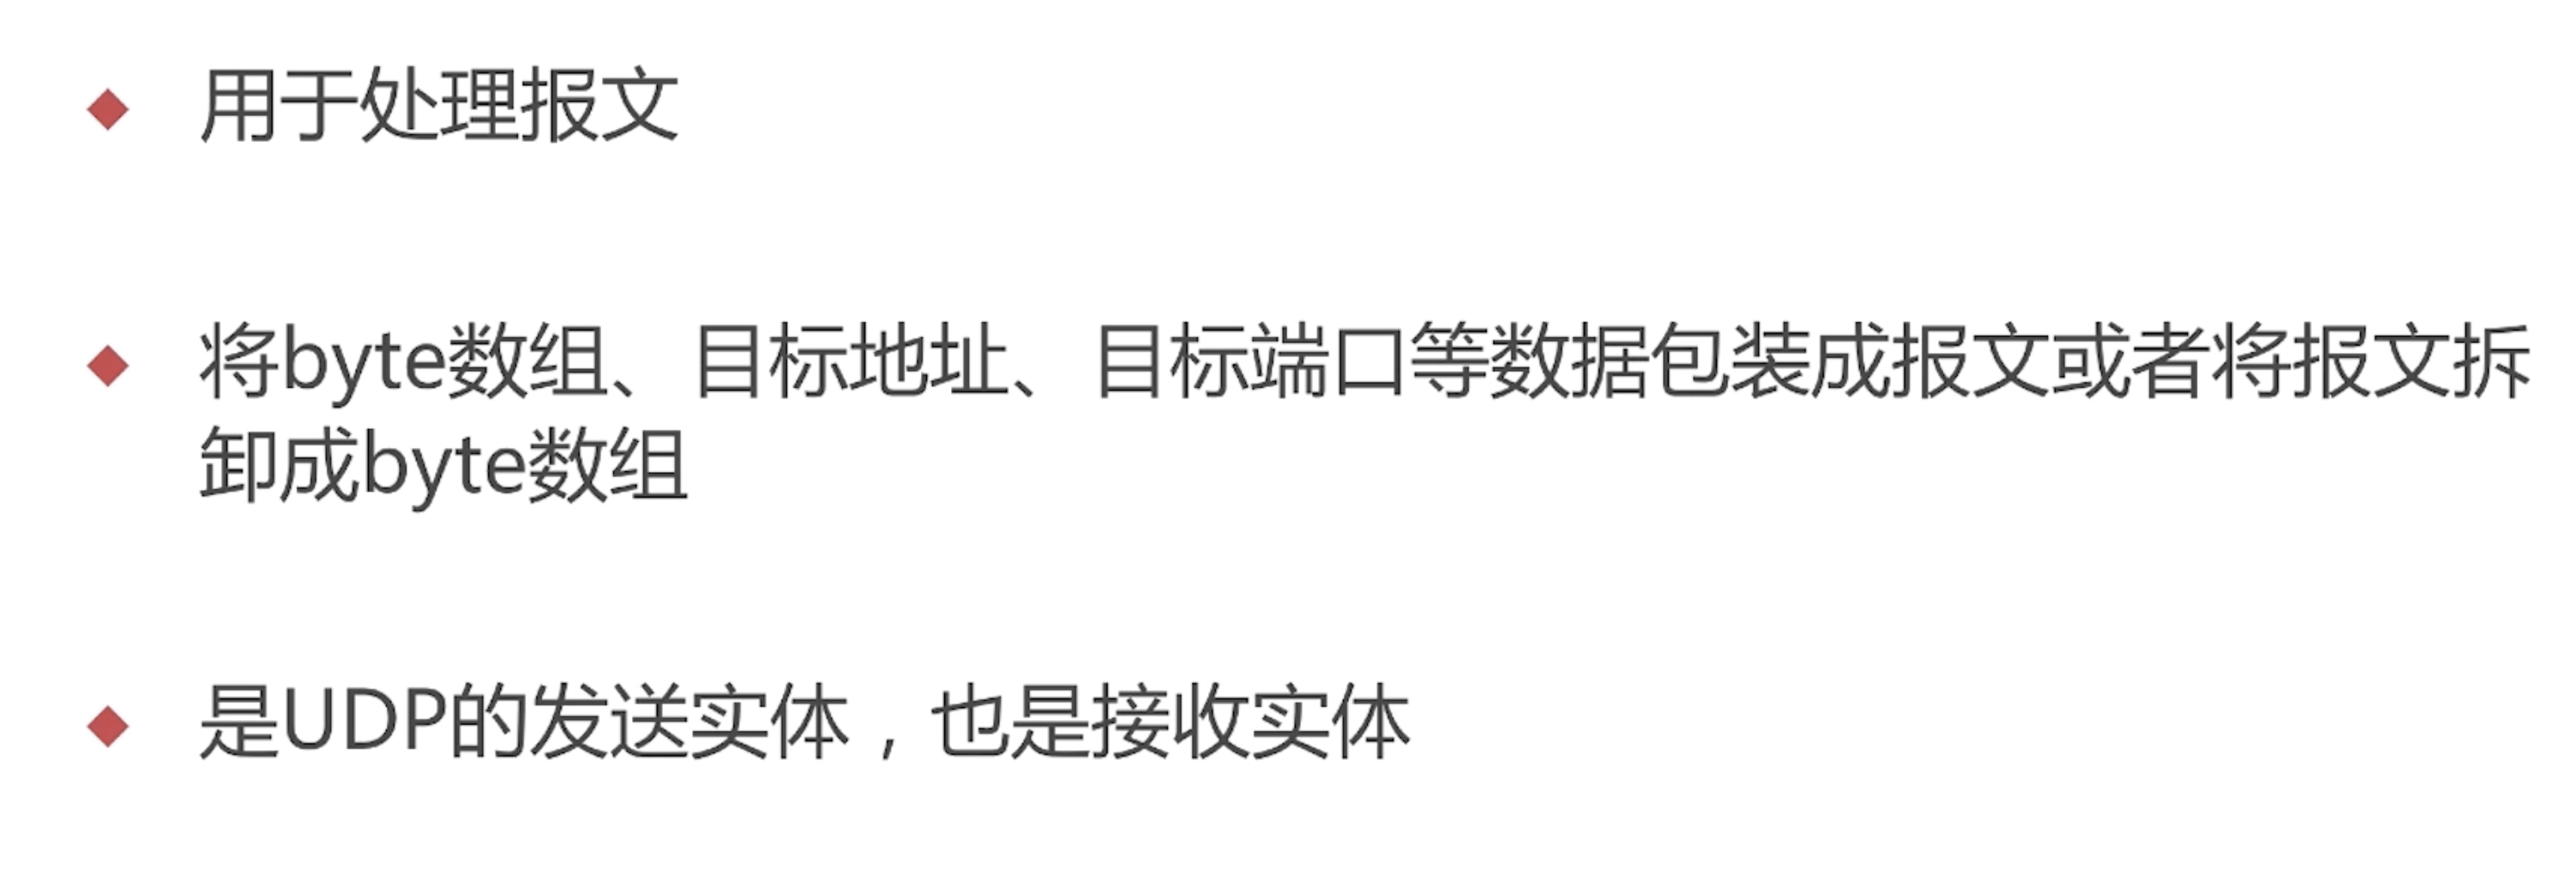 用于处理报文
将byte数组、目标地址、目标端口等数据包装成报文或者将报文拆
卸成byte数组
是UDP的发送实体，也是接收实体